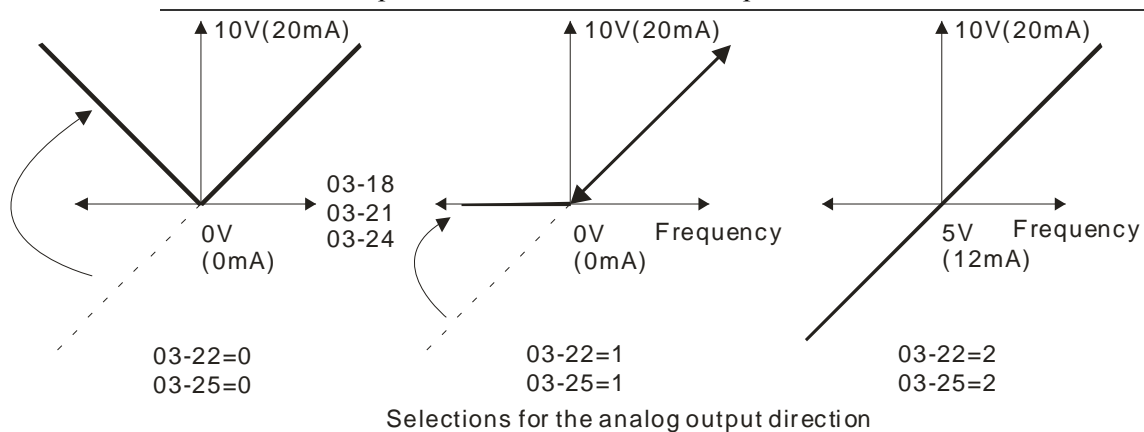 10V(20mA)
0V
(0mA)
03-18
03-21
03-24
03-22=0
03-25=0
10V(20mA)
0V
(0mA)
Frequency
03-22=1
03-25=1
10V(20mA)
5V
(12mA)
Frequency
03-22=2
03-25=2
Selections for the analog output direction